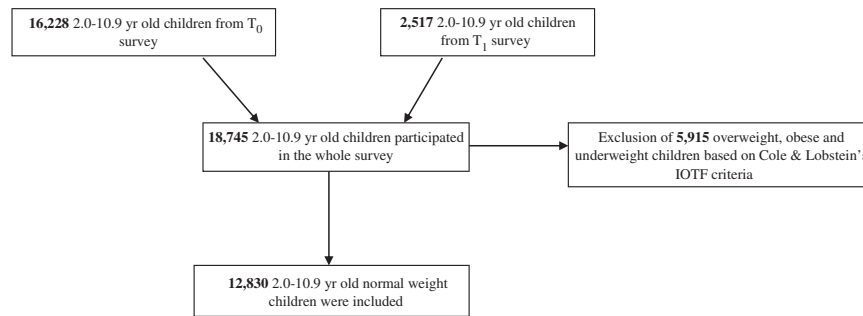 16,228 2.0-10.9 yr old children from T0
survey
2,517 2.0-10.9 yr old children
from T1 survey
18,745 2.0-10.9 yr old children participated
in the whole survey
Exclusion of 5,915 overweight, obese and
underweight children based on Cole & Lobstein's
IOTF criteria
12,830 2.0-10.9 yr old normal weight
children were included